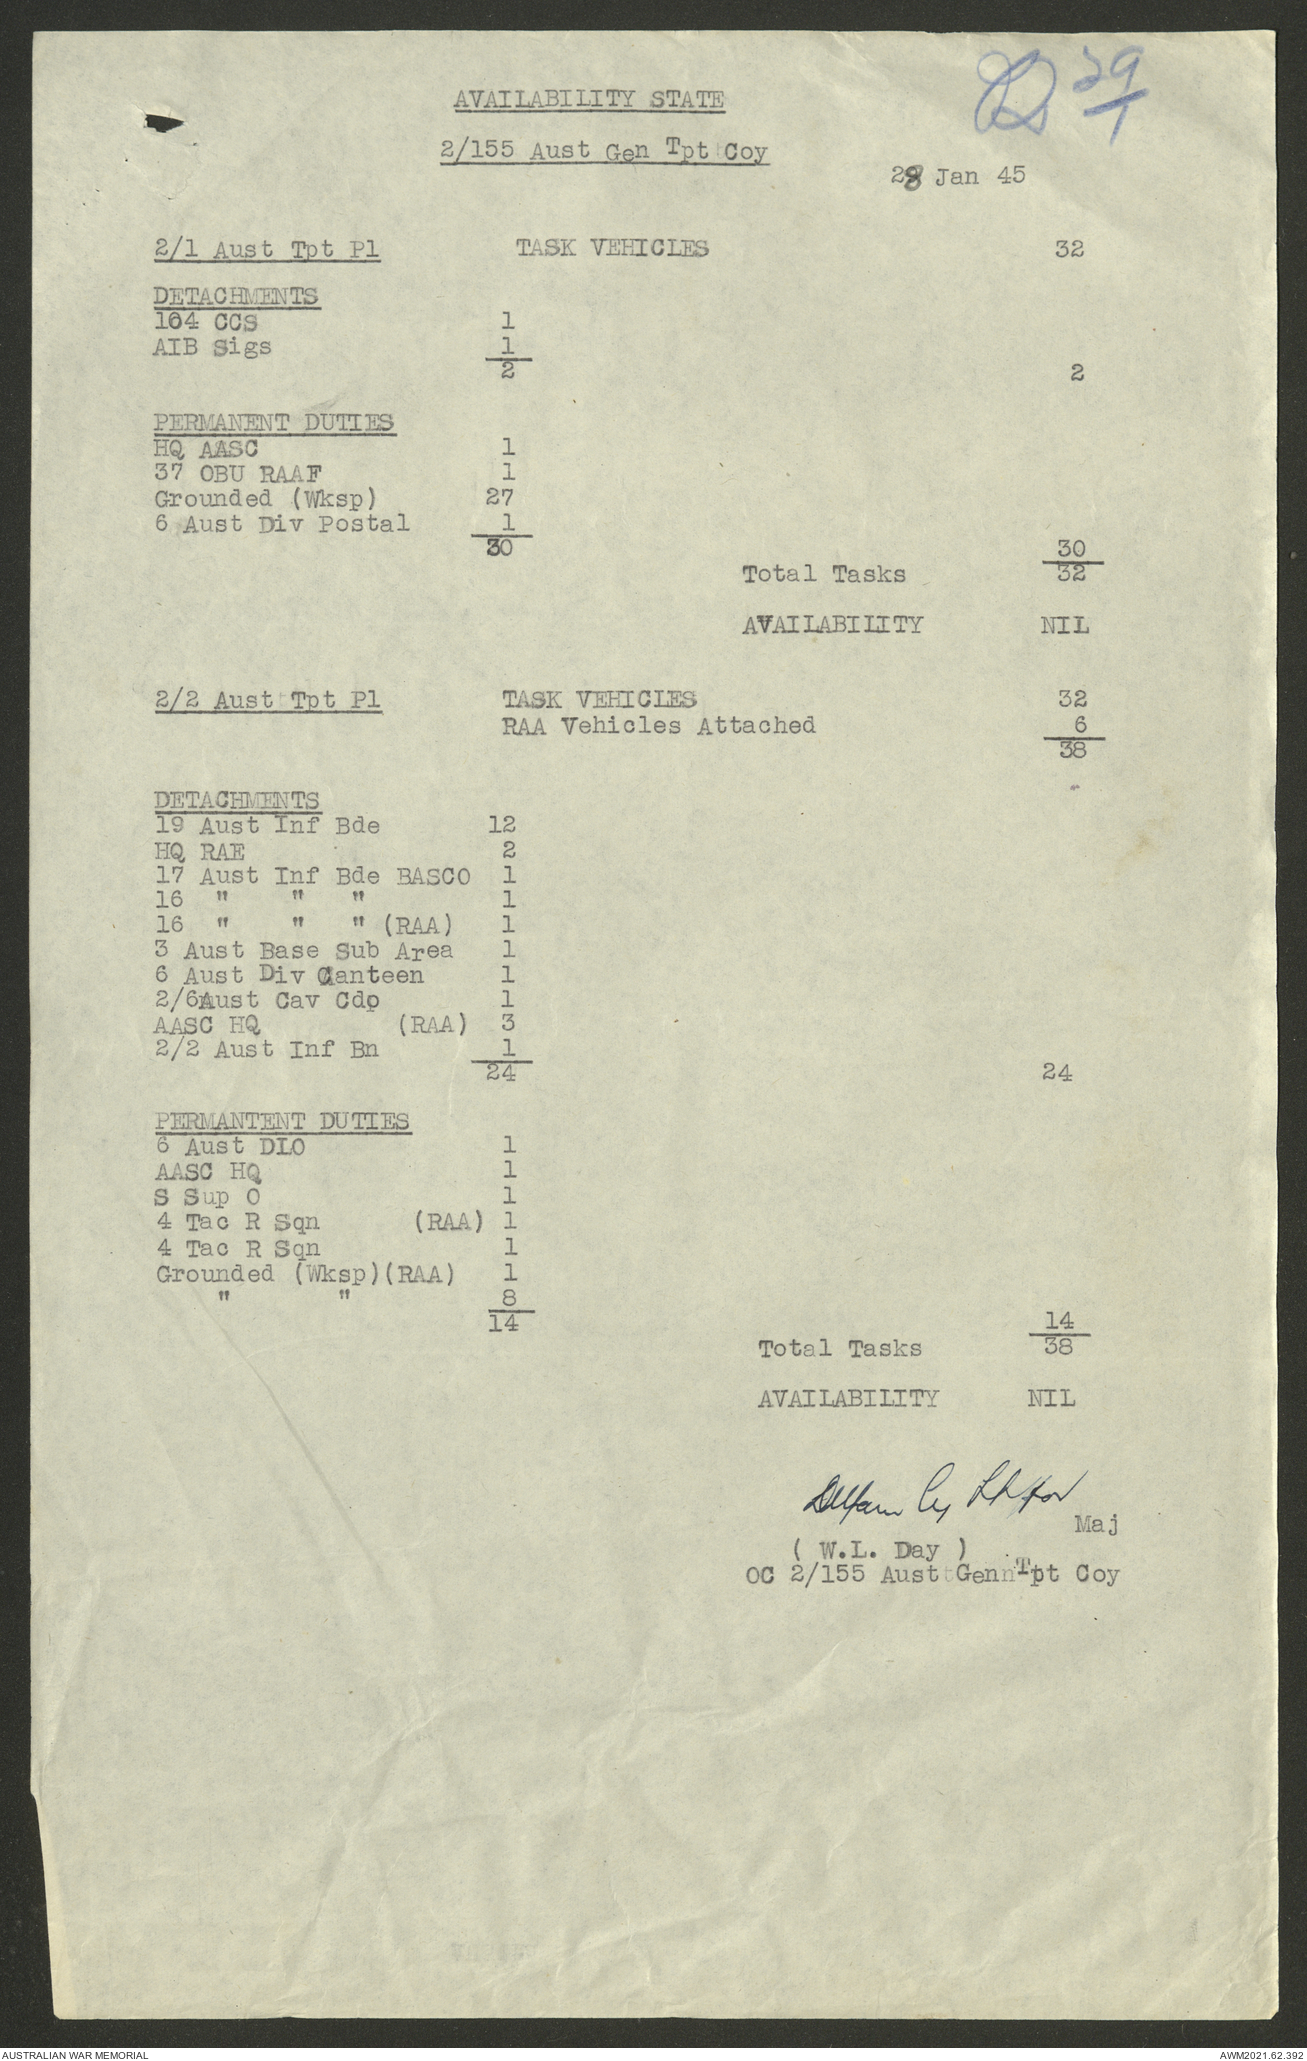 29/1
AVAILABILITY STATE
2/155 Aust Gen Tpt Coy
28 Jan 45
2/1 Aust Tpt Pl TASK VEHICLES 32
DETACHMENTS
104 CCS 1
AIB Sigs 1
2 2
PERMANENT DUTIES
HQ AASC 1
37 OBU RAAF 1
Grounded (Wksp) 27
6 Aust Div Postal 1
30 30
Total Tasks 32
AVAILABILITY NIL
2/2 Aust Tpt Pl TASK VEHICLES 32
RAA Vehicles Attached 6
38
DETACHMENTS
19 Aust Inf Bde 12
HQ RAE 2
17 Aust Inf Bde BASCO 1
16 " " " 1
16 " " " (RAA) 1
3 Aust Base Sub Area 1
6 Aust Div Canteen 1
2/6 Aust Cav Cdo 1
AASC HQ (RAA) 3
2/2 Aust Inf Bn 1
24 24
PERMANTENT DUTIES
6 Aust DLO 1
AASC HQ 1
S Sup O 1
4 Tac R Sqn (RAA) 1
4 Tac R Sqn 1
Grounded (Wksp)(RAA) 1
" " 8
14 14
Total Tasks 38
AVAILABILITY NIL
Maj
( W.L. Day )
OC 2/155 Aust Genn Tpt Coy
AUSTRALIAN WAR MEMORIAL AWM2021.62.392